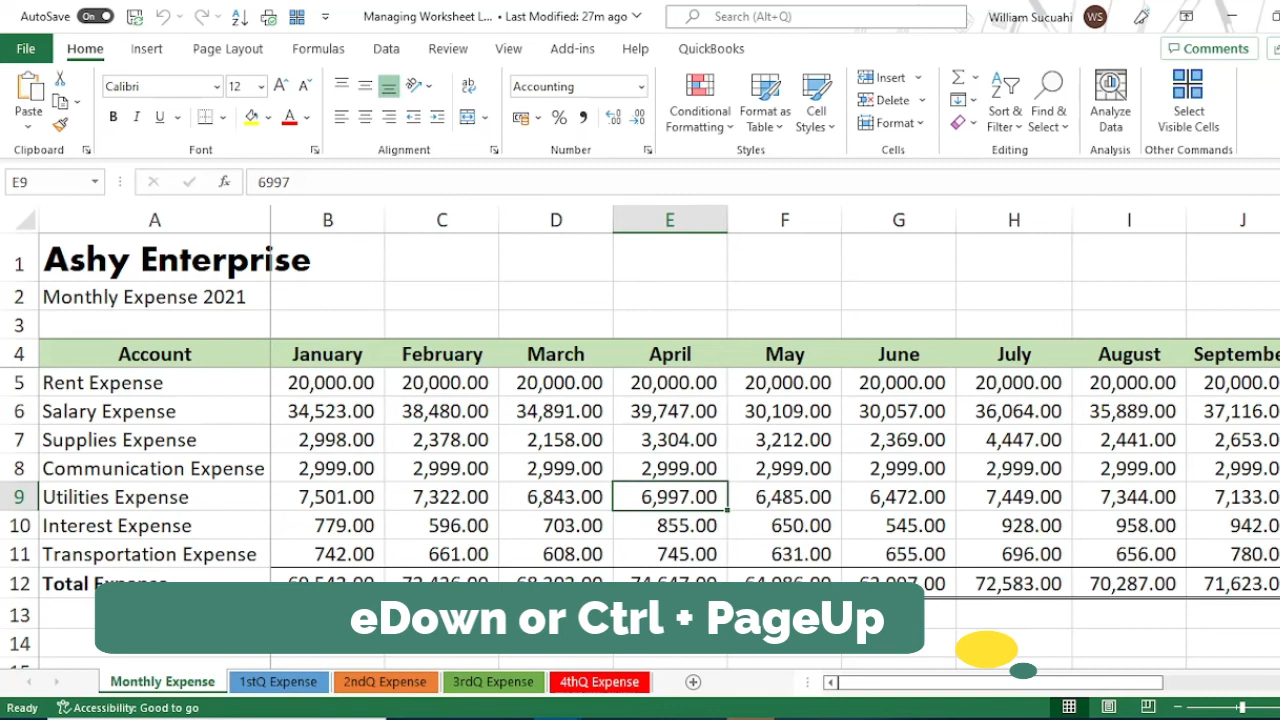 AutoSave On Managing Worksheet L... • Last Modified: 27m ago Search (Alt+Q) William Sucuahi WS
File Home Insert Page Layout Formulas Data Review View Add-ins Help QuickBooks Comments
Paste Calibri 12 Accounting Conditional Formatting Format as Table Cell Styles Insert Delete Format Sort & Filter Find & Select Analyze Data Select Visible Cells
Clipboard Font Alignment Number Styles Cells Editing Analysis Other Commands
E9 fx 6997
A B C D E F G H I J
1 Ashy Enterprise
2 Monthly Expense 2021
3
4 Account January February March April May June July August Septembe
5 Rent Expense 20,000.00 20,000.00 20,000.00 20,000.00 20,000.00 20,000.00 20,000.00 20,000.00 20,000.0
6 Salary Expense 34,523.00 38,480.00 34,891.00 39,747.00 30,109.00 30,057.00 36,064.00 35,889.00 37,116.0
7 Supplies Expense 2,998.00 2,378.00 2,158.00 3,304.00 3,212.00 2,369.00 4,447.00 2,441.00 2,653.0
8 Communication Expense 2,999.00 2,999.00 2,999.00 2,999.00 2,999.00 2,999.00 2,999.00 2,999.00 2,999.0
9 Utilities Expense 7,501.00 7,322.00 6,843.00 6,997.00 6,485.00 6,472.00 7,449.00 7,344.00 7,133.0
10 Interest Expense 779.00 596.00 703.00 855.00 650.00 545.00 928.00 958.00 942.0
11 Transportation Expense 742.00 661.00 608.00 745.00 631.00 655.00 696.00 656.00 780.0
12 Total 72,583.00 70,287.00 71,623.0
13
eDown or Ctrl + PageUp
14
Monthly Expense 1stQ Expense 2ndQ Expense 3rdQ Expense 4thQ Expense
Ready Accessibility: Good to go